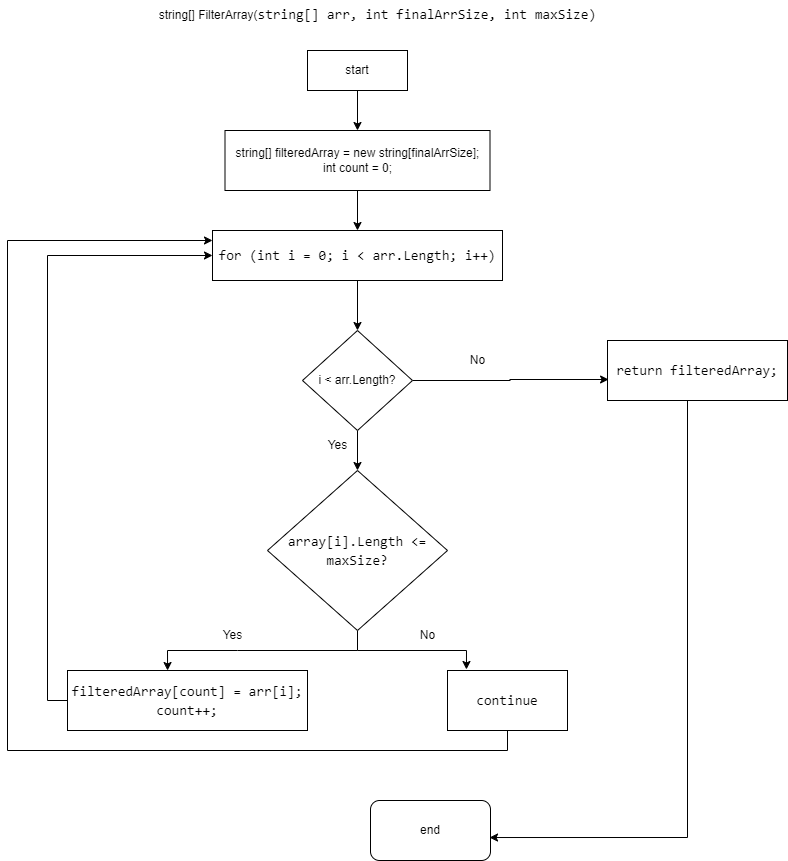 string[] FilterArray(string[] arr, int finalArrSize, int maxSize)
start
string[] filteredArray = new string[finalArrSize];
int count = 0;
for (int i = 0; i < arr.Length; i++)
i < arr.Length?
No
return filteredArray;
Yes
array[i].Length <=
maxSize?
Yes
No
filteredArray[count] = arr[i];
count++;
continue
end